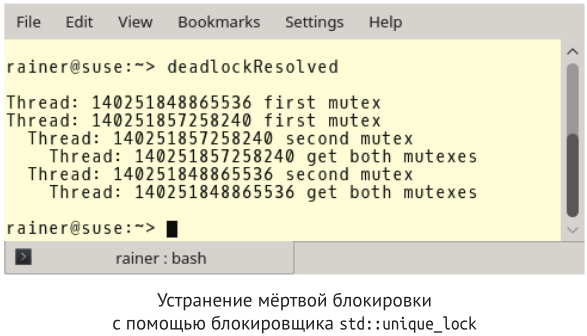 File Edit View Bookmarks Settings Help
rainer@suse:~> deadlockResolved
Thread: 140251848865536 first mutex
Thread: 140251857258240 first mutex
Thread: 140251857258240 second mutex
Thread: 140251857258240 get both mutexes
Thread: 140251848865536 second mutex
Thread: 140251848865536 get both mutexes
rainer@suse:~>
rainer : bash
Устранение мёртвой блокировки
с помощью блокировщика std::unique_lock